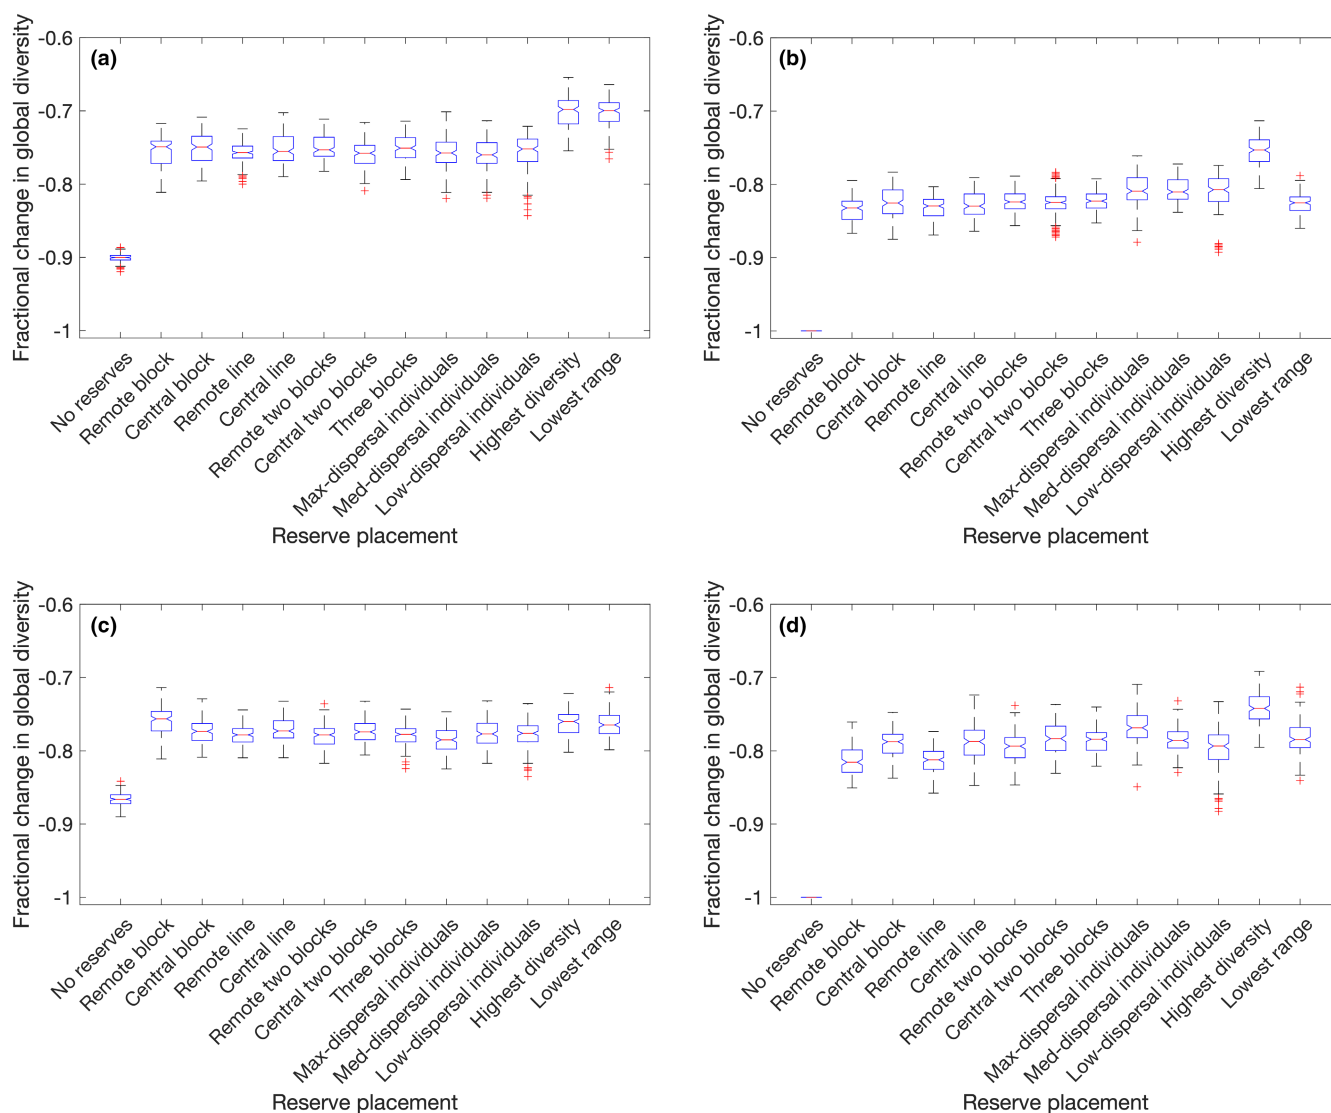 (a)
Fractional change in global diversity
-0.6
-0.7
-0.8
-0.9
-1
No reserves
Remote block
Central block
Remote line
Central line
Remote two blocks
Central two blocks
Three blocks
Max-dispersal individuals
Med-dispersal individuals
Low-dispersal individuals
Highest diversity
Lowest range
Reserve placement
(b)
Fractional change in global diversity
-0.6
-0.7
-0.8
-0.9
-1
No reserves
Remote block
Central block
Remote line
Central line
Remote two blocks
Central two blocks
Three blocks
Max-dispersal individuals
Med-dispersal individuals
Low-dispersal individuals
Highest diversity
Lowest range
Reserve placement
(c)
Fractional change in global diversity
-0.6
-0.7
-0.8
-0.9
-1
No reserves
Remote block
Central block
Remote line
Central line
Remote two blocks
Central two blocks
Three blocks
Max-dispersal individuals
Med-dispersal individuals
Low-dispersal individuals
Highest diversity
Lowest range
Reserve placement
(d)
Fractional change in global diversity
-0.6
-0.7
-0.8
-0.9
-1
No reserves
Remote block
Central block
Remote line
Central line
Remote two blocks
Central two blocks
Three blocks
Max-dispersal individuals
Med-dispersal individuals
Low-dispersal individuals
Highest diversity
Lowest range
Reserve placement